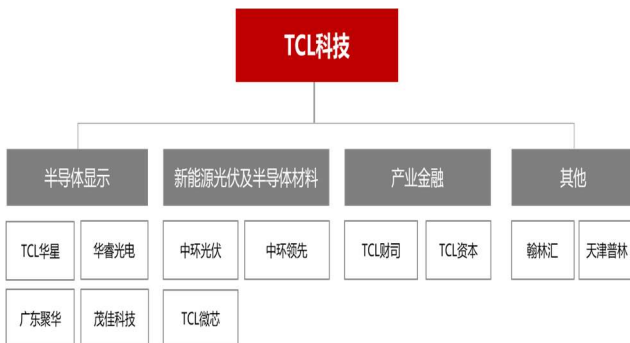 TCL科技
半导体显示
新能源光伏及半导体材料
产业金融
其他
TCL华星
华睿光电
中环光伏
中环领先
TCL财司
TCL资本
翰林汇
天津普林
广东聚华
茂佳科技
TCL微芯